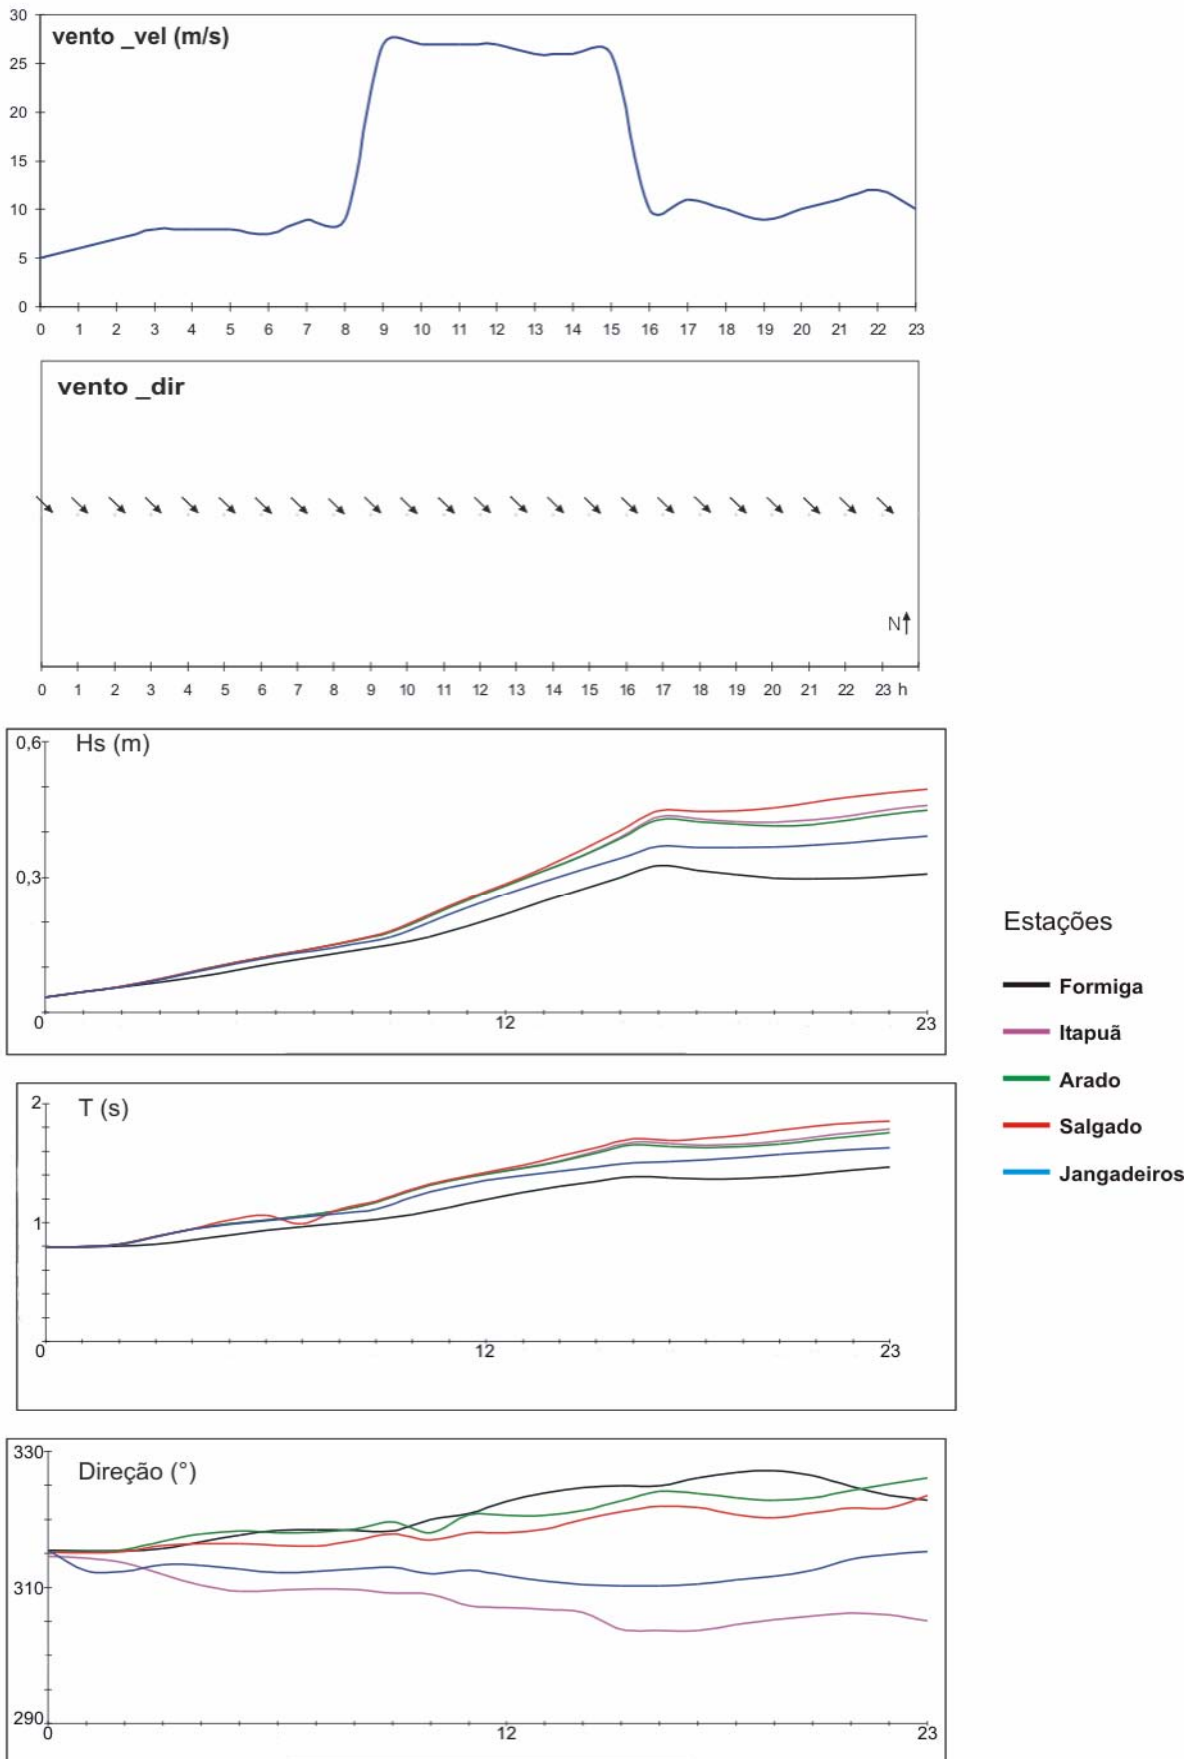 30
vento _vel (m/s)
25
20
15
10
5
0
0 1 2 3 4 5 6 7 8 9 10 11 12 13 14 15 16 17 18 19 20 21 22 23
vento _dir
N
0 1 2 3 4 5 6 7 8 9 10 11 12 13 14 15 16 17 18 19 20 21 22 23 h
0,6
Hs (m)
0,3
0 12 23
2
T (s)
1
0 12 23
330
Direção (°)
310
290
0 12 23
Estações
Formiga
Itapuã
Arado
Salgado
Jangadeiros